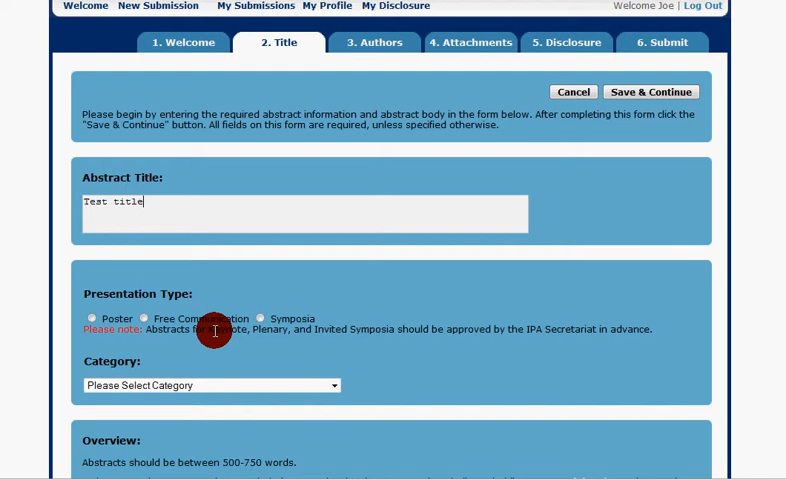 Welcome New Submission My Submissions My Profile My Disclosure Welcome Joe | Log Out
1. Welcome 2. Title 3. Authors 4. Attachments 5. Disclosure 6. Submit
Cancel Save & Continue
Please begin by entering the required abstract information and abstract body in the form below. After completing this form click the
"Save & Continue" button. All fields on this form are required, unless specified otherwise.
Abstract Title:
Test title
Presentation Type:
Poster Free Communication Symposia
Please note: Abstracts for Keynote, Plenary, and Invited Symposia should be approved by the IPA Secretariat in advance.
Category:
Please Select Category
Overview:
Abstracts should be between 500-750 words.